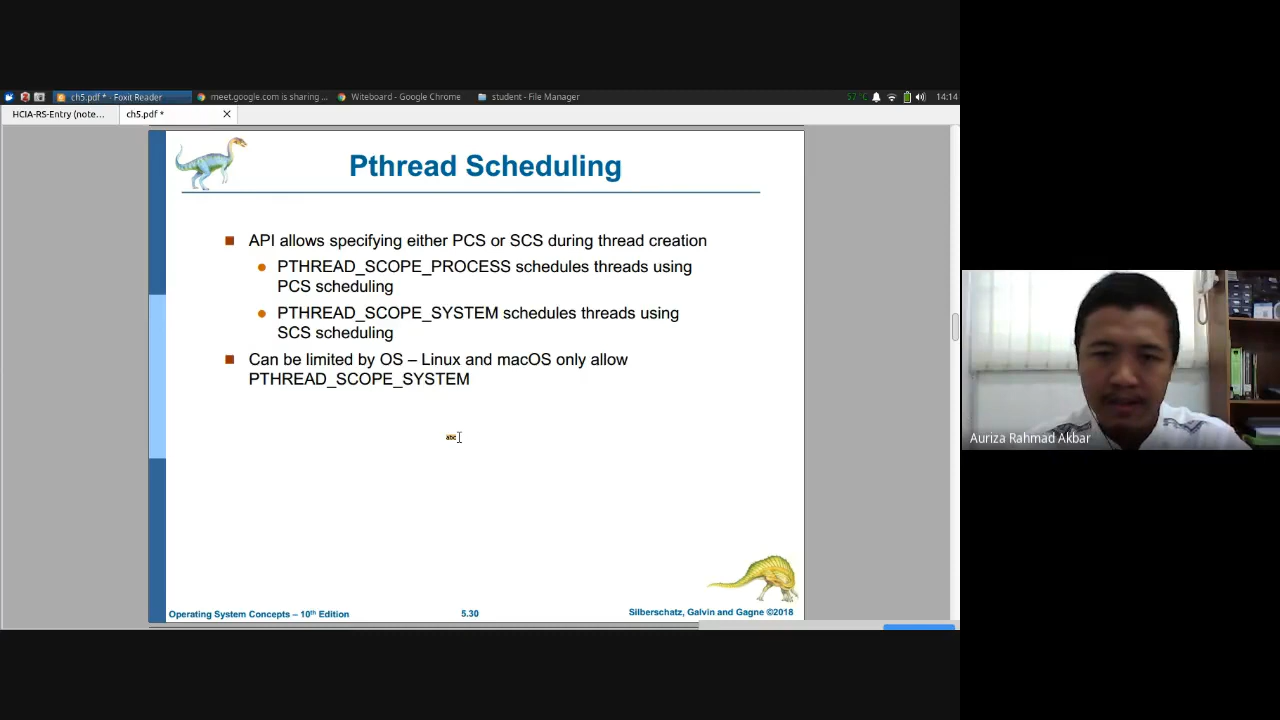 ch5.pdf * - Foxit Reader
meet.google.com is sharing ...
Witeboard - Google Chrome
student - File Manager
57°C
14:14
HCIA-RS-Entry (note...
ch5.pdf *
Pthread Scheduling
API allows specifying either PCS or SCS during thread creation
PTHREAD_SCOPE_PROCESS schedules threads using
PCS scheduling
PTHREAD_SCOPE_SYSTEM schedules threads using
SCS scheduling
Can be limited by OS – Linux and macOS only allow
PTHREAD_SCOPE_SYSTEM
abc
Operating System Concepts – 10th Edition
5.30
Silberschatz, Galvin and Gagne ©2018
Auriza Rahmad Akbar